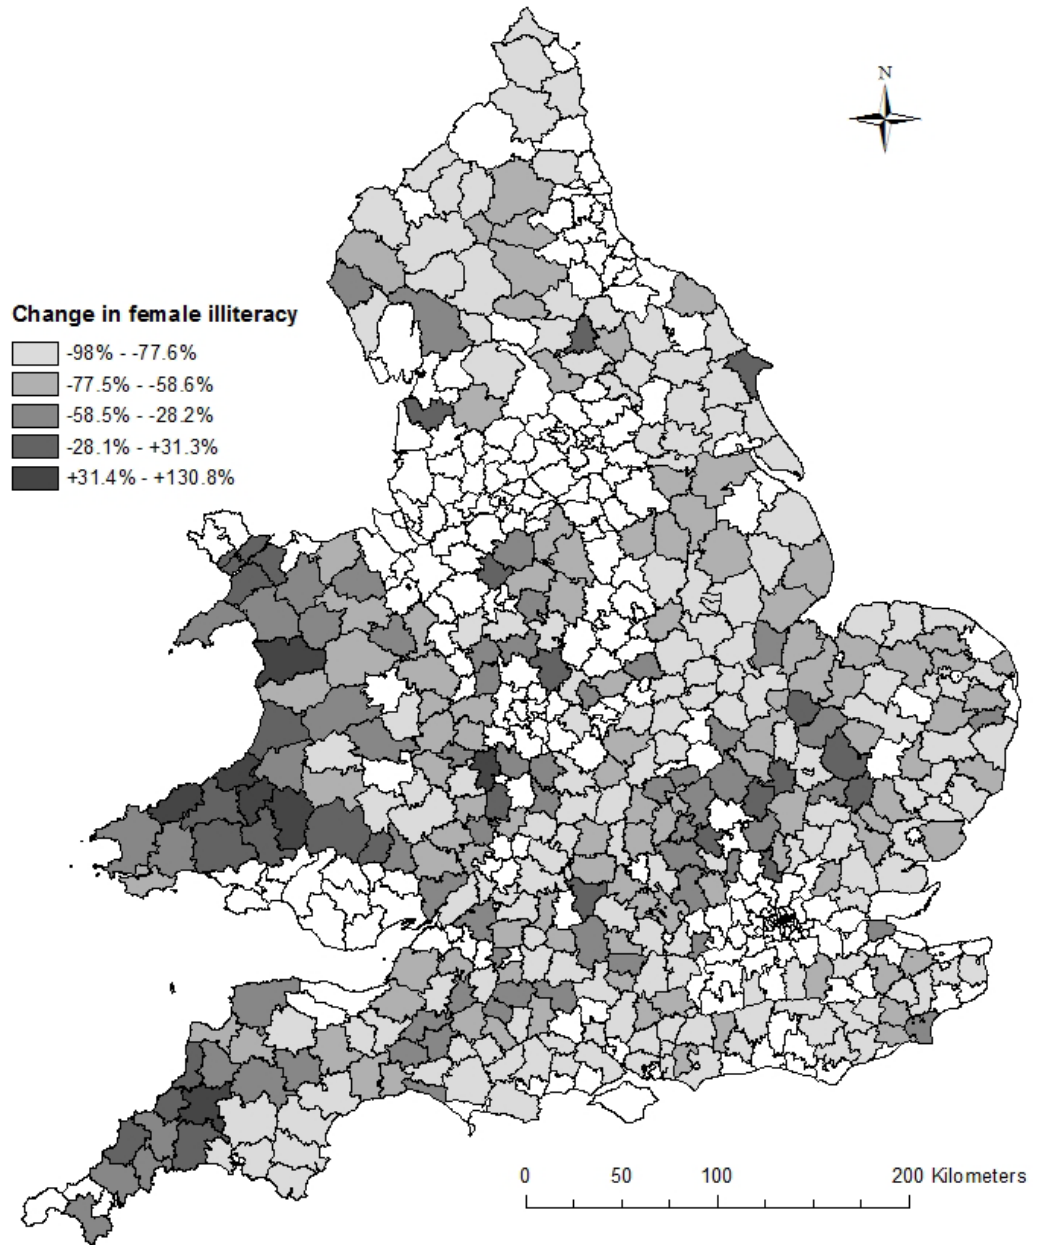 N
Change in female illiteracy
-98% - -77.6%
-77.5% - -58.6%
-58.5% - -28.2%
-28.1% - +31.3%
+31.4% - +130.8%
0 50 100 200 Kilometers